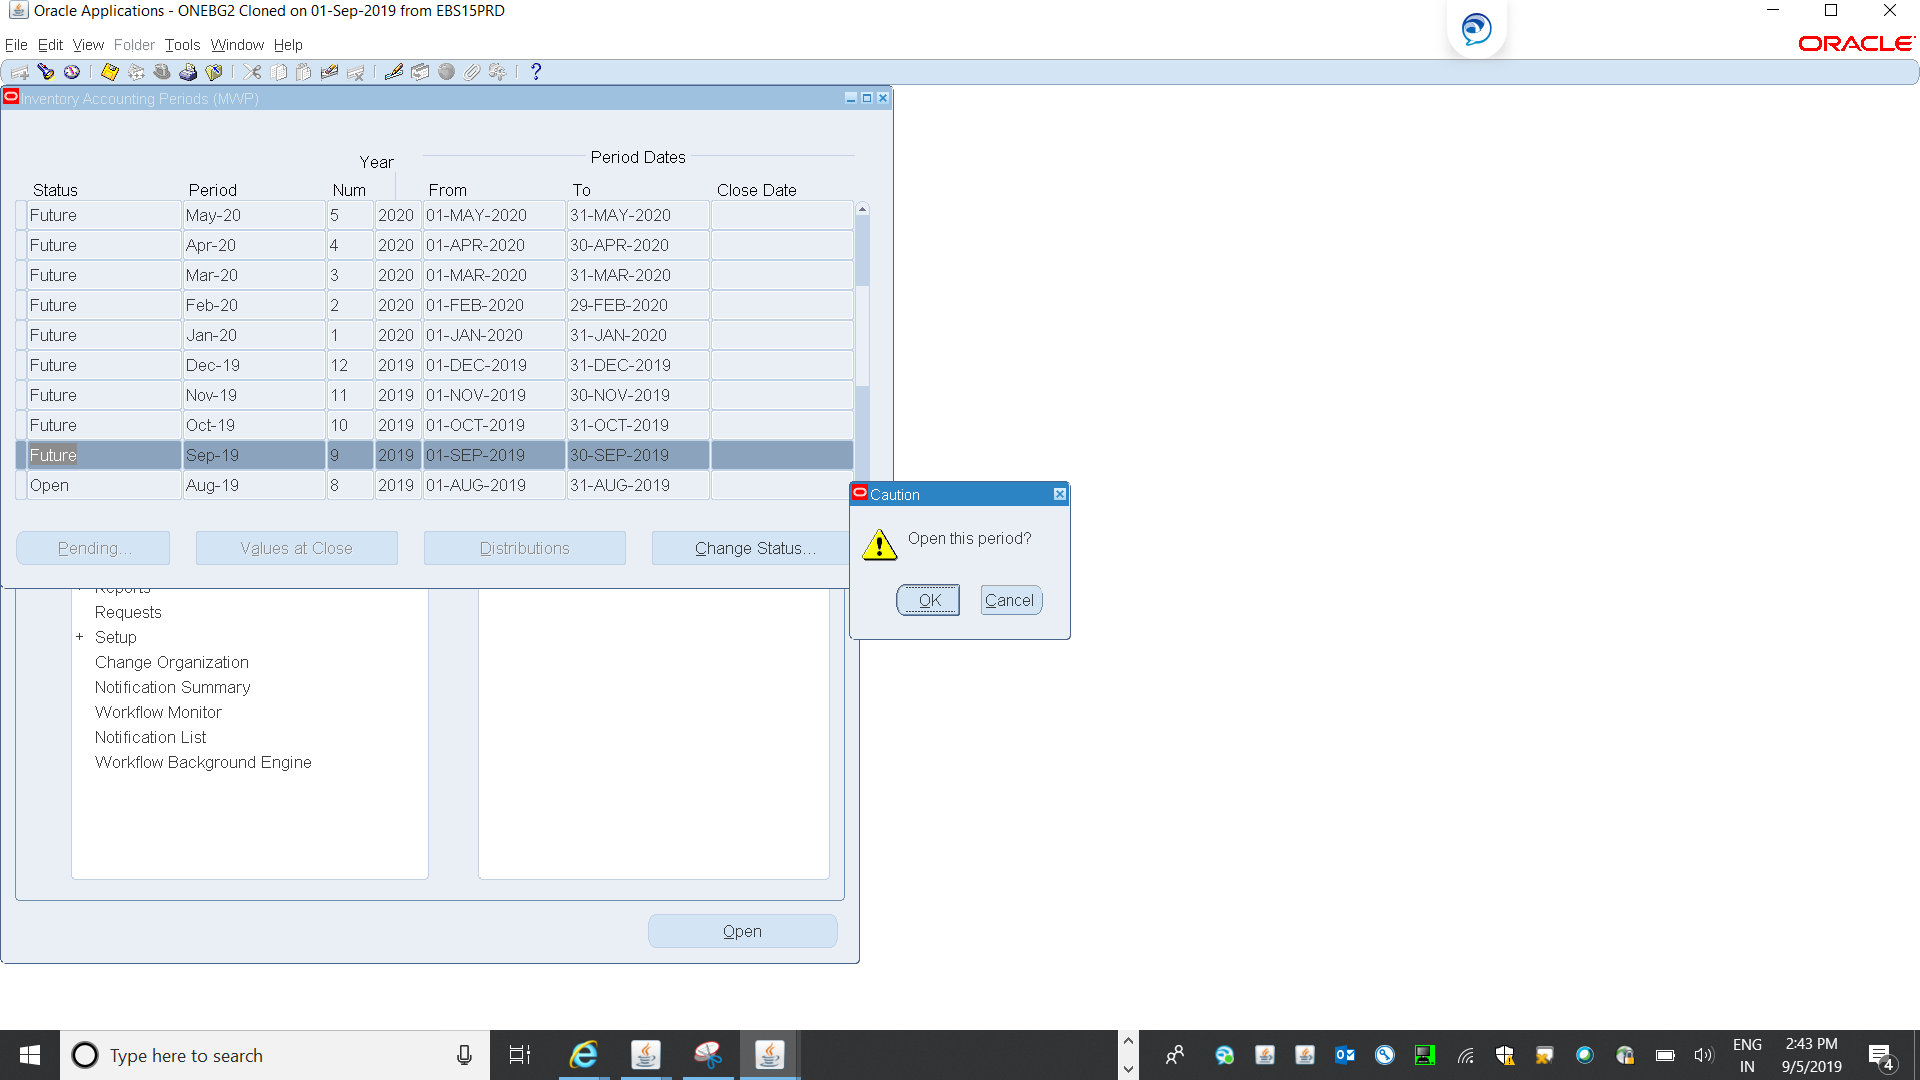 Oracle Applications - ONEBG2 Cloned on 01-Sep-2019 from EBS15PRD
File Edit View Folder Tools Window Help
ORACLE
Inventory Accounting Periods (MWP)
Year Period Dates
Status Period Num From To Close Date
Future May-20 5 2020 01-MAY-2020 31-MAY-2020
Future Apr-20 4 2020 01-APR-2020 30-APR-2020
Future Mar-20 3 2020 01-MAR-2020 31-MAR-2020
Future Feb-20 2 2020 01-FEB-2020 29-FEB-2020
Future Jan-20 1 2020 01-JAN-2020 31-JAN-2020
Future Dec-19 12 2019 01-DEC-2019 31-DEC-2019
Future Nov-19 11 2019 01-NOV-2019 30-NOV-2019
Future Oct-19 10 2019 01-OCT-2019 31-OCT-2019
Future Sep-19 9 2019 01-SEP-2019 30-SEP-2019
Open Aug-19 8 2019 01-AUG-2019 31-AUG-2019
Pending... Values at Close Distributions Change Status...
Caution
Open this period?
OK Cancel
Reports
Requests
+ Setup
Change Organization
Notification Summary
Workflow Monitor
Notification List
Workflow Background Engine
Open
Type here to search
ENG
IN
2:43 PM
9/5/2019
4